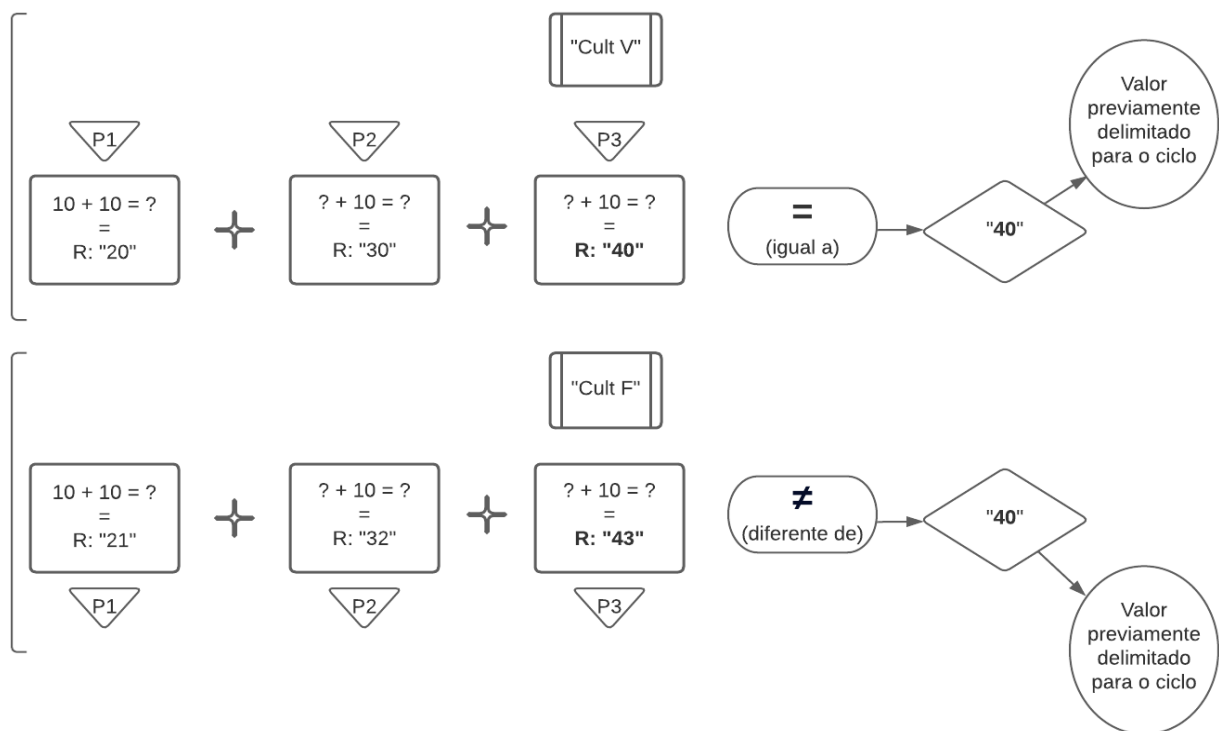 "Cult V"
P1
P2
P3
10 + 10 = ?
=
R: "20"
? + 10 = ?
=
R: "30"
? + 10 = ?
=
R: "40"
=
(igual a)
"40"
Valor
previamente
delimitado
para o ciclo
"Cult F"
10 + 10 = ?
=
R: "21"
? + 10 = ?
=
R: "32"
? + 10 = ?
=
R: "43"
≠
(diferente de)
"40"
P1
P2
P3
Valor
previamente
delimitado
para o ciclo